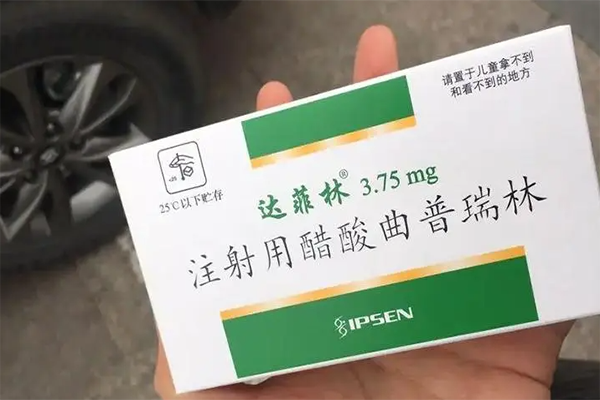 请置于儿童拿不到
和看不到的地方
25℃以下贮存
达菲林® 3.75 mg
注射用醋酸曲普瑞林
IPSEN